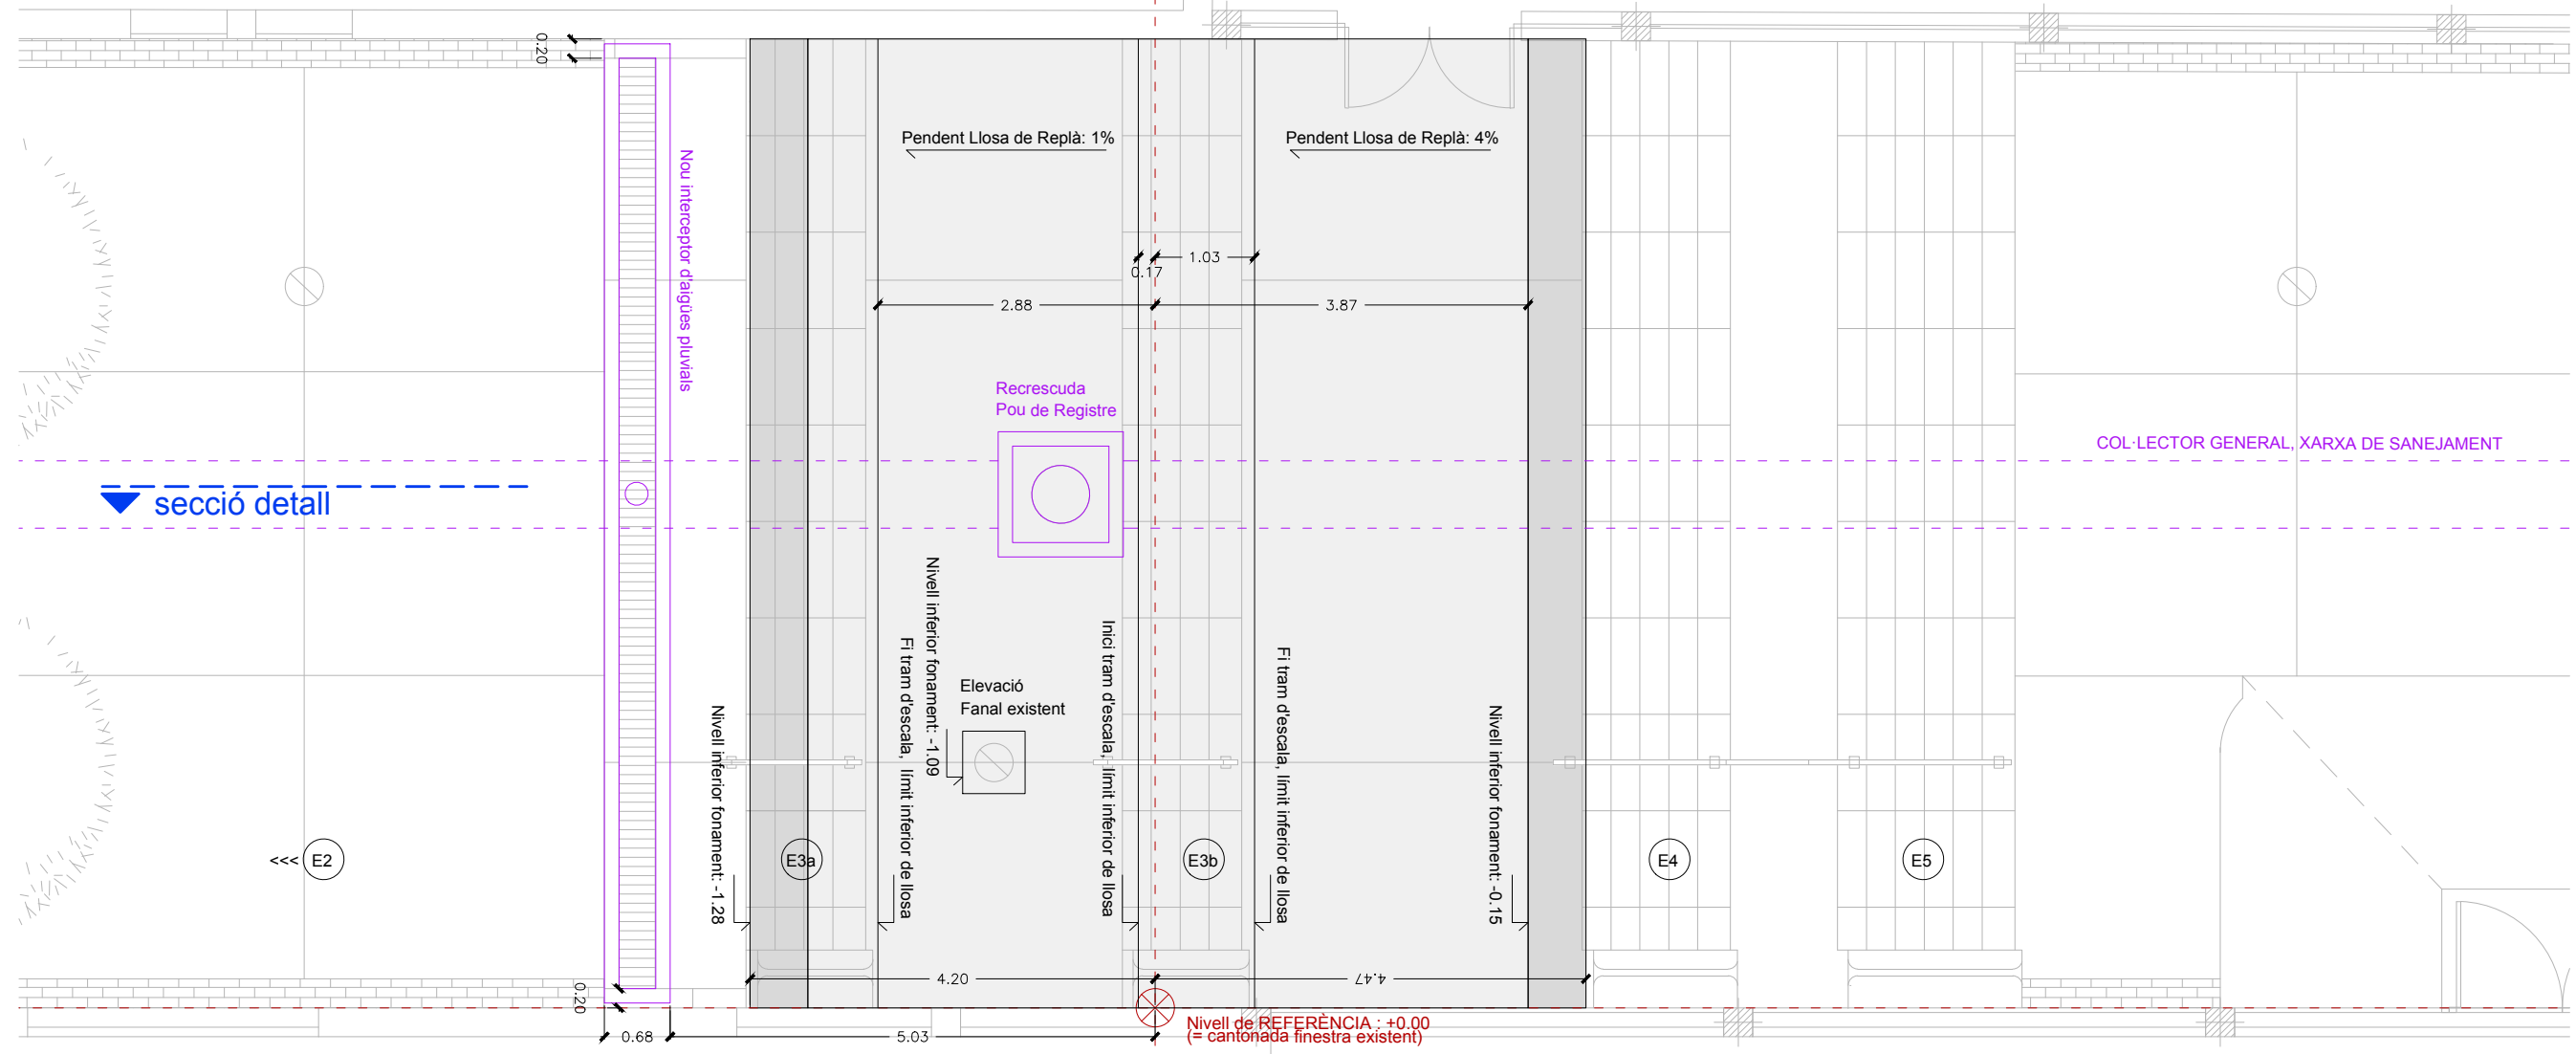 0.20
Pendent Llosa de Replà: 1%
Pendent Llosa de Replà: 4%
Nou interceptor d'aigües pluvials
1.03
0.17
2.88
3.87
Recrescuda
Pou de Registre
COL·LECTOR GENERAL, XARXA DE SANEJAMENT
secció detall
Nivell inferior fonament: -1.09
Fi tram d'escala, límit inferior de llosa
Inici tram d'escala, límit inferior de llosa
Fi tram d'escala, límit inferior de llosa
Elevació
Fanal existent
Nivell inferior fonament: -1.28
Nivell inferior fonament: -0.15
<<< E2
E3a
E3b
E4
E5
4.20
4.47
0.20
0.68
5.03
Nivell de REFERÈNCIA : +0.00
(= cantonada finestra existent)